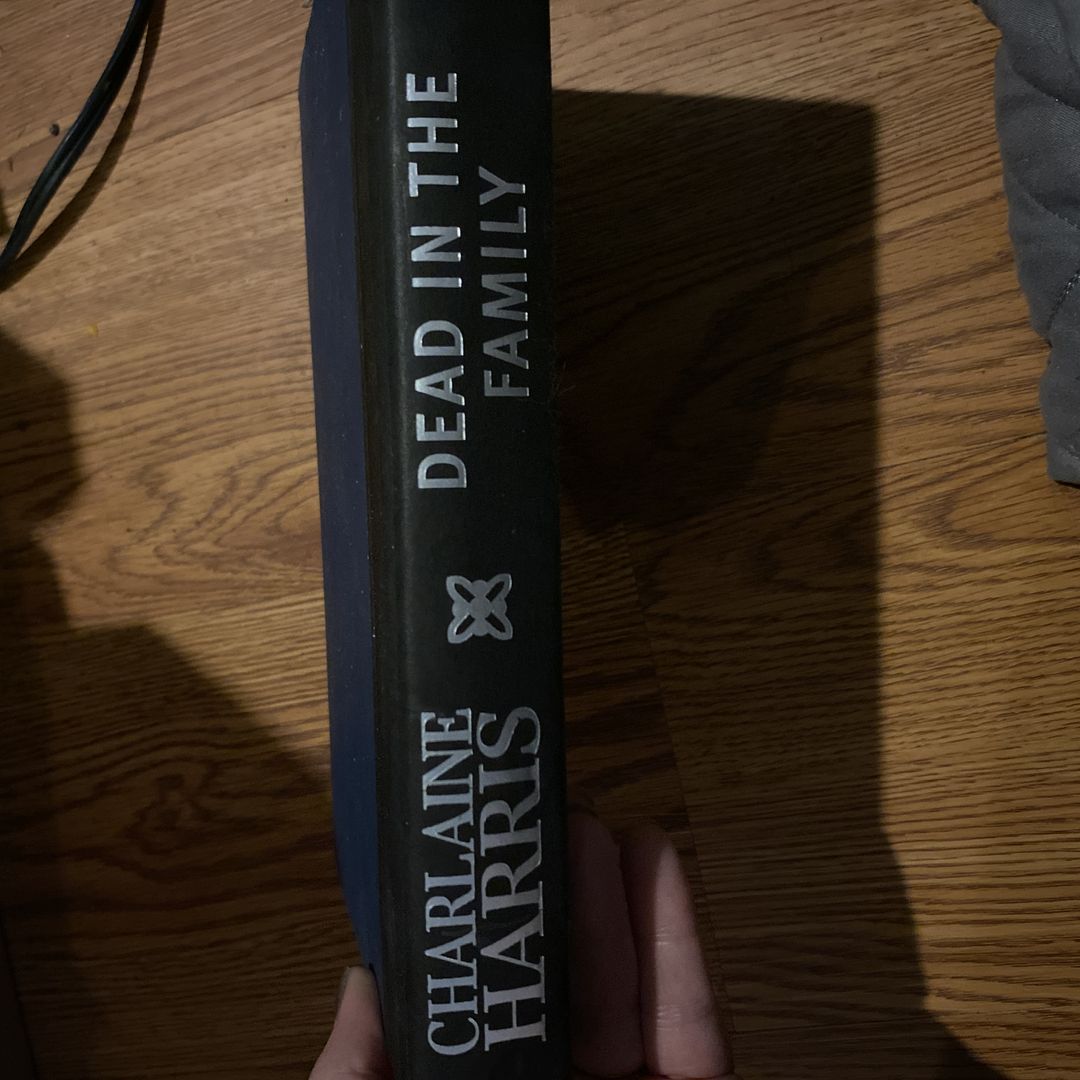 CHARLAINE
HARRIS
DEAD IN THE
FAMILY